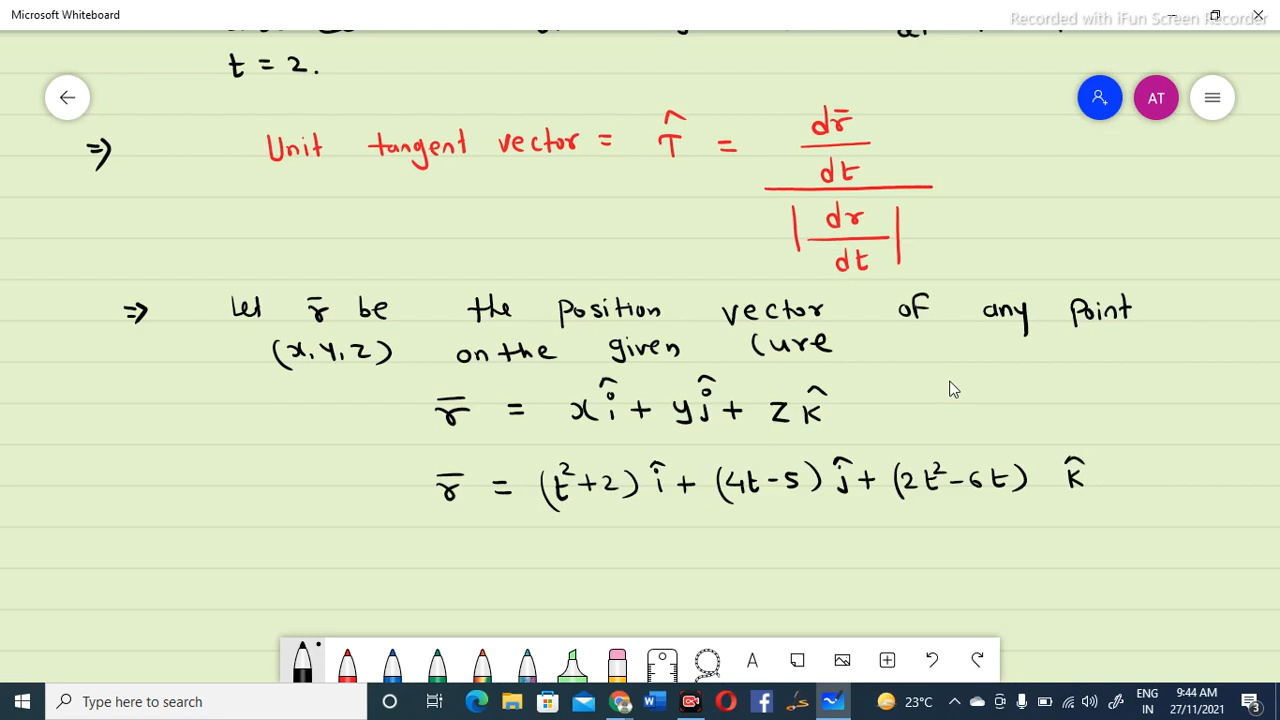 Microsoft Whiteboard
Recorded with iFun Screen Recorder
t = 2.
AT
⇒ Unit tangent vector = T̂ = (dr̄/dt) / |dr/dt|
⇒ Let r̄ be the position vector of any point
(x, y, z) on the given cure
r̄ = xî + yĵ + zk̂
r̄ = (t²+2) î + (4t-5) ĵ + (2t²-6t) k̂
A
Type here to search
23°C
ENG
IN
9:44 AM
27/11/2021
3